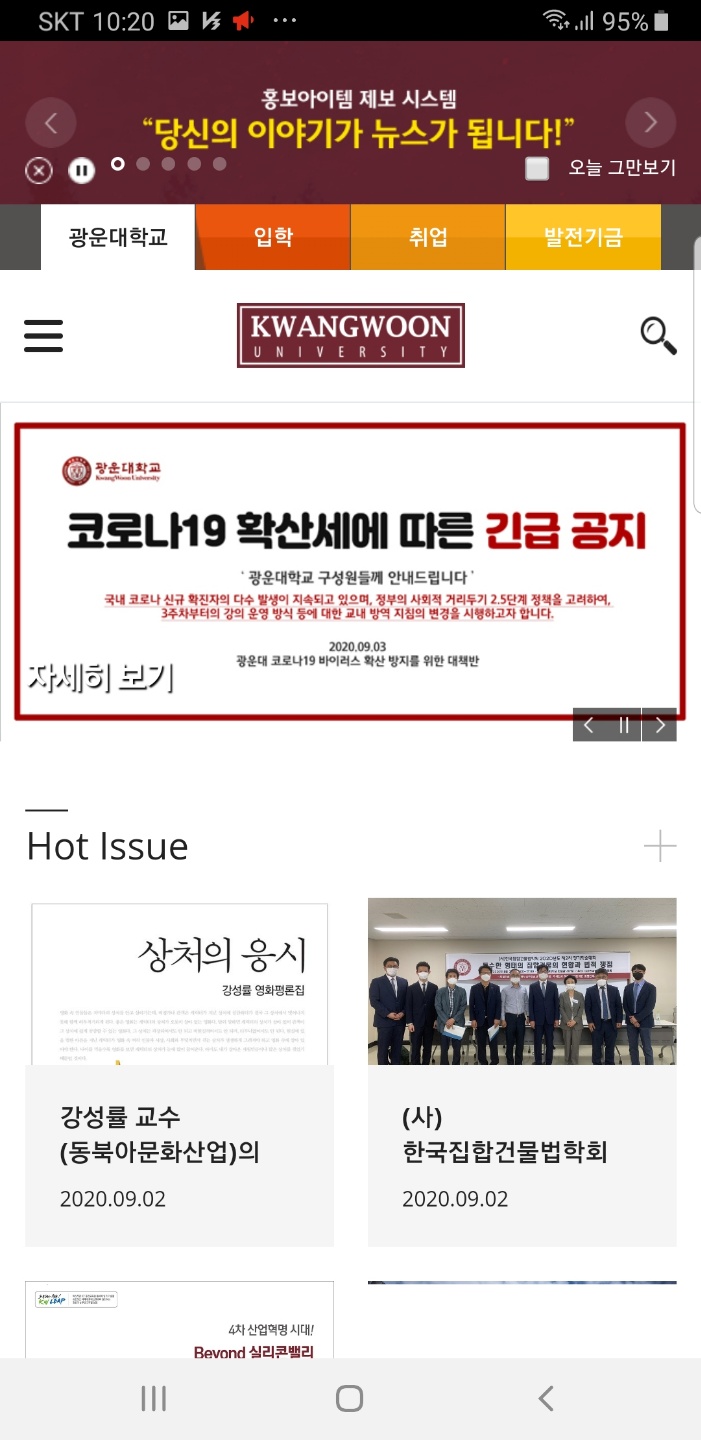 SKT 10:20
95%
홍보아이템 제보 시스템
“당신의 이야기가 뉴스가 됩니다!”
오늘 그만보기
광운대학교 입학 취업 발전기금
KWANGWOON
UNIVERSITY
광운대학교
KwangWoon University
코로나19 확산세에 따른 긴급 공지
' 광운대학교 구성원들께 안내드립니다 '
국내 코로나 신규 확진자의 다수 발생이 지속되고 있으며, 정부의 사회적 거리두기 2.5단계 정책을 고려하여,
3주차부터의 강의 운영 방식 등에 대한 교내 방역 지침의 변경을 시행하고자 합니다.
2020.09.03
광운대 코로나19 바이러스 확산 방지를 위한 대책반
자세히 보기
Hot Issue
상처의 응시
강성률 영화평론집
강성률 교수
(동북아문화산업)의
2020.09.02
(사)
한국집합건물법학회
2020.09.02
4차 산업혁명 시대!
Beyond 실리콘밸리